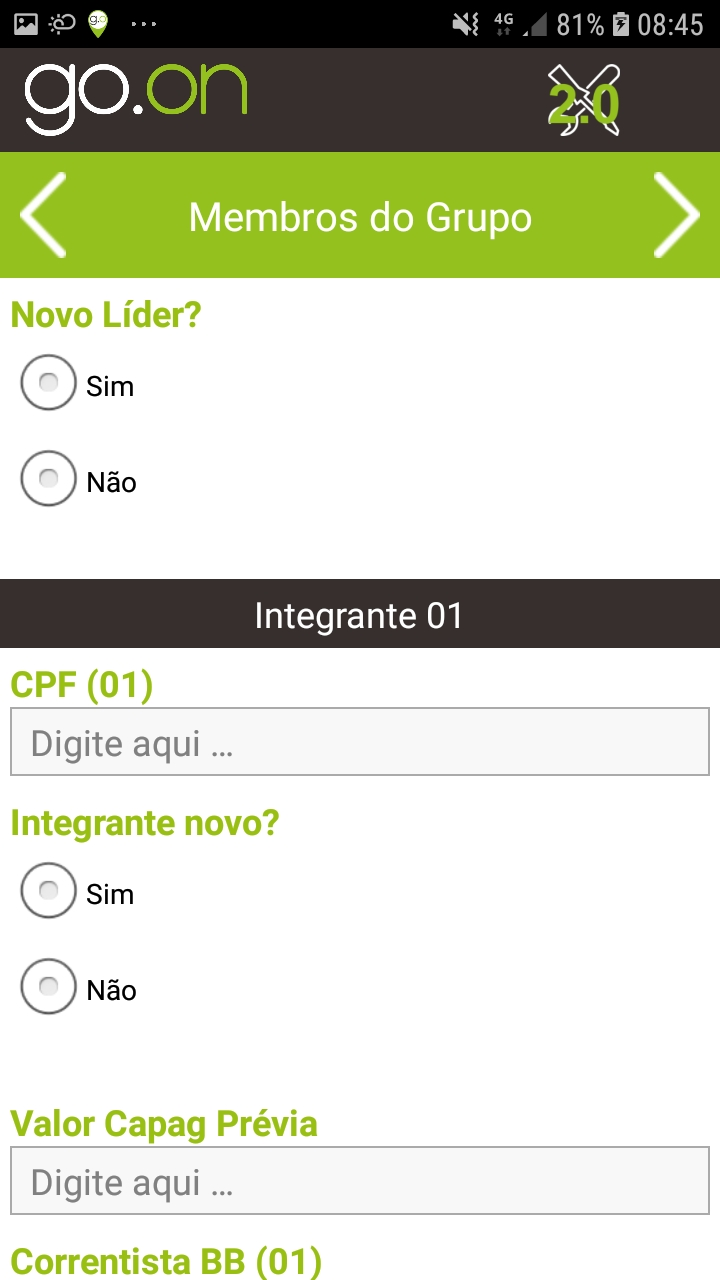 4G 81% 08:45
go.on 2.0
Membros do Grupo
Novo Líder?
Sim
Não
Integrante 01
CPF (01)
Digite aqui ...
Integrante novo?
Sim
Não
Valor Capag Prévia
Digite aqui ...
Correntista BB (01)